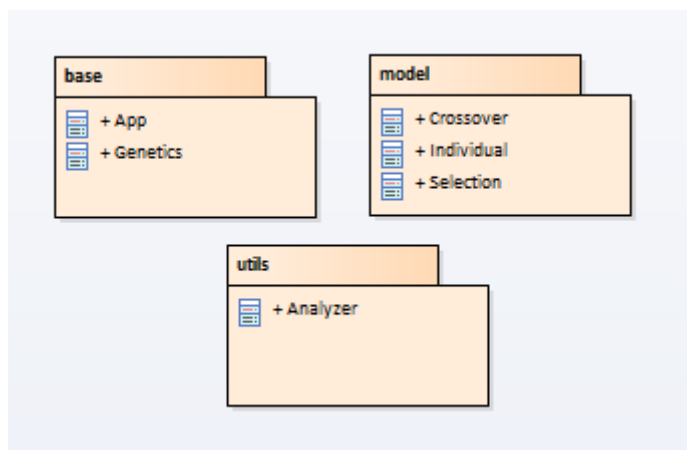 base
+ App
+ Genetics
model
+ Crossover
+ Individual
+ Selection
utils
+ Analyzer